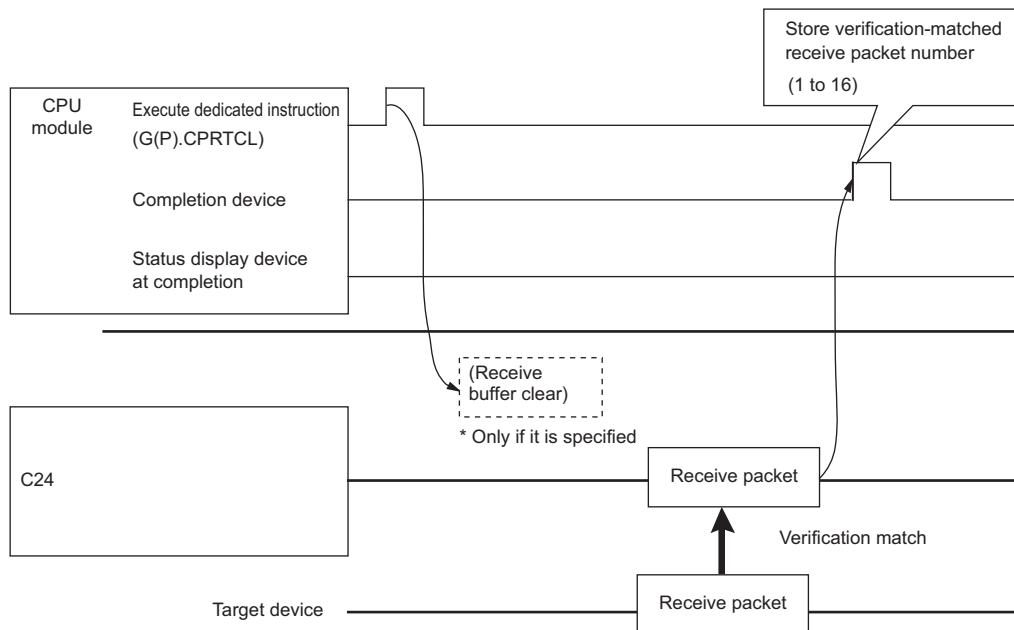 Store verification-matched
receive packet number
(1 to 16)
CPU
module
Execute dedicated instruction
(G(P).CPRTCL)
Completion device
Status display device
at completion
(Receive
buffer clear)
* Only if it is specified
C24
Receive packet
Verification match
Target device
Receive packet